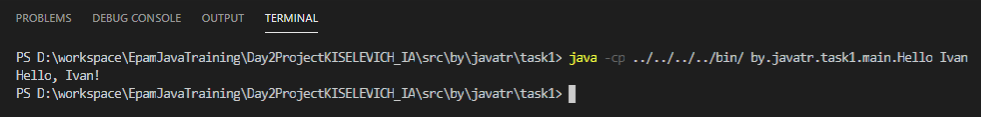 PROBLEMS DEBUG CONSOLE OUTPUT TERMINAL
PS D:\workspace\EpamJavaTraining\Day2ProjectKISELEVICH_IA\src\by\javatr\task1> java -cp ../../../../bin/ by.javatr.task1.main.Hello Ivan
Hello, Ivan!
PS D:\workspace\EpamJavaTraining\Day2ProjectKISELEVICH_IA\src\by\javatr\task1>